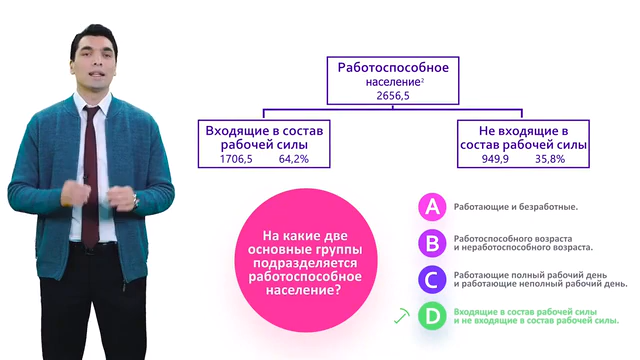 Работоспособное
население²
2656,5
Входящие в состав
рабочей силы
1706,5 64,2%
Не входящие в
состав рабочей силы
949,9 35,8%
На какие две
основные группы
подразделяется
работоспособное
население?
A Работающие и безработные.
B Работоспособного возраста
и неработоспособного возраста.
C Работающие полный рабочий день
и работающие неполный рабочий день.
D Входящие в состав рабочей силы
и не входящие в состав рабочей силы.